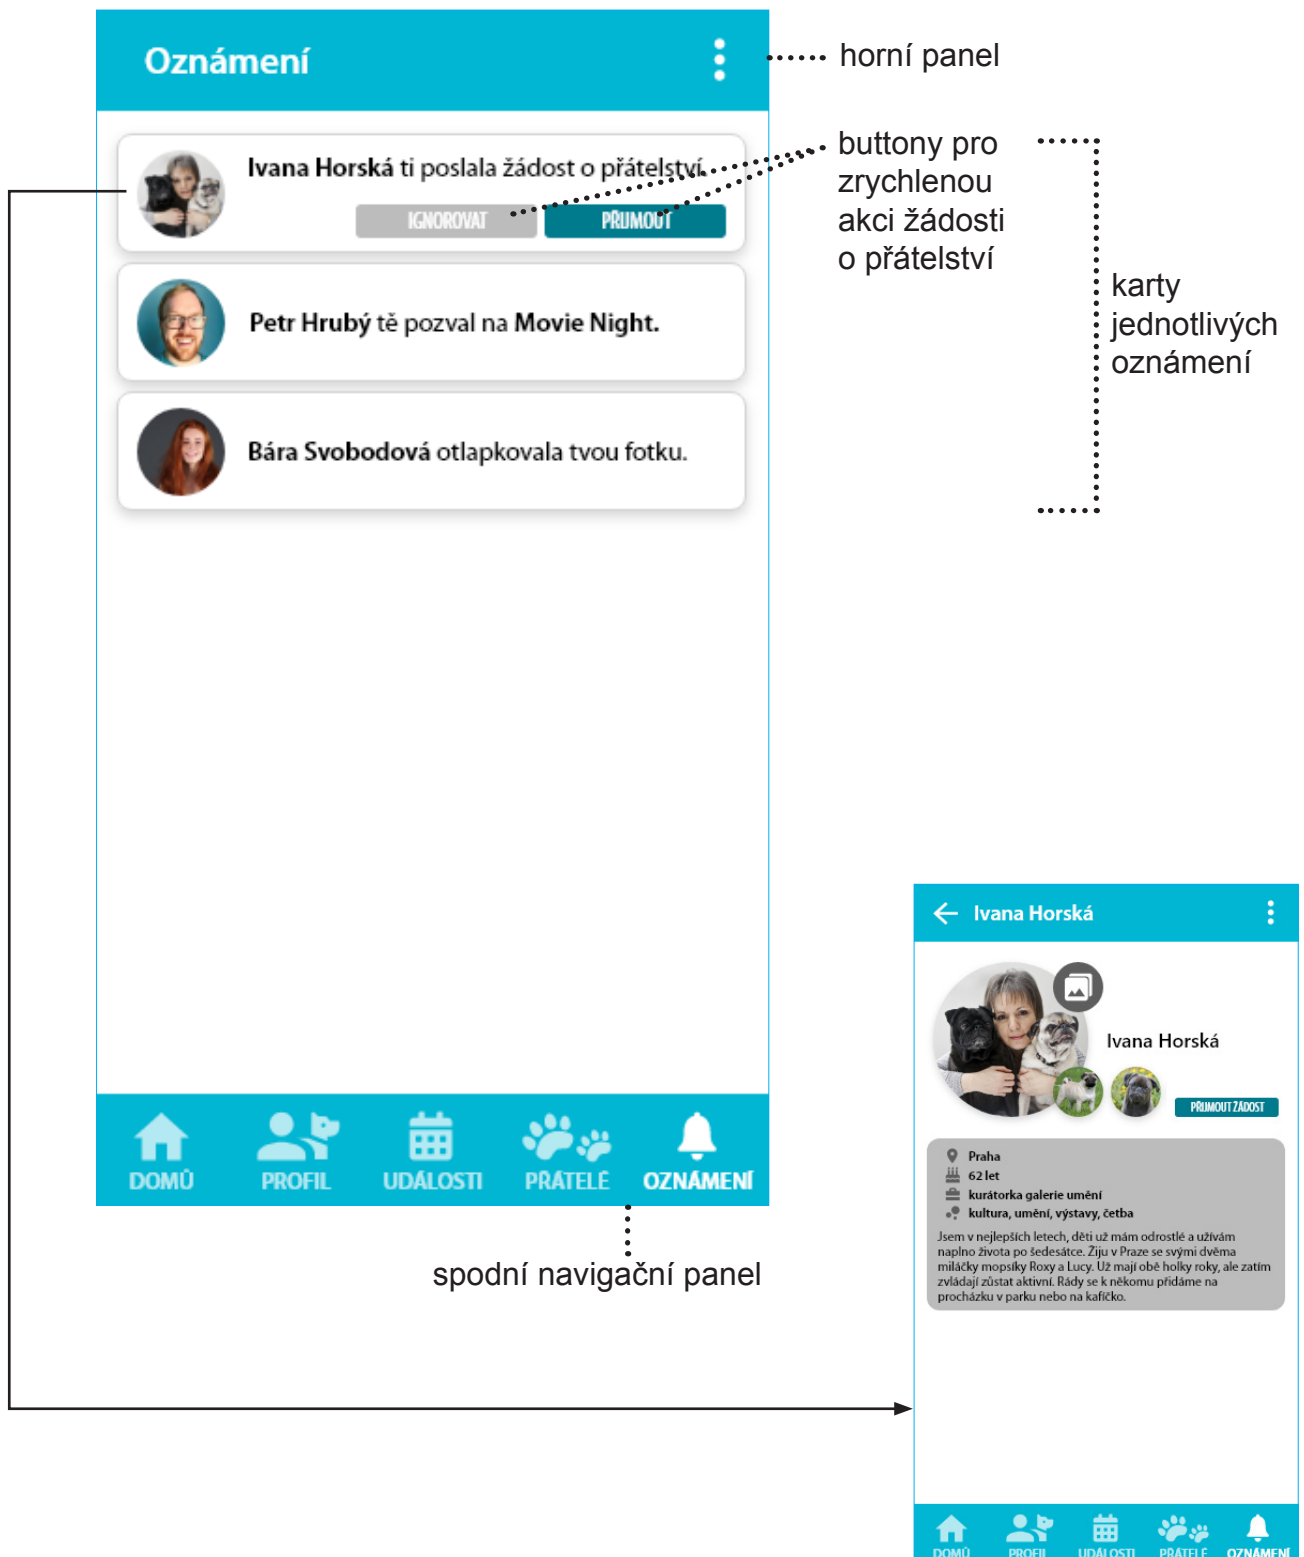 Oznámení
horní panel
Ivana Horská ti poslala žádost o přátelství.
IGNOROVAT
PŘIJMOUT
buttony pro
zrychlenou
akci žádosti
o přátelství
karty
jednotlivých
oznámení
Petr Hrubý tě pozval na Movie Night.
Bára Svobodová otlapkovala tvou fotku.
DOMŮ
PROFIL
UDÁLOSTI
PŘÁTELÉ
OZNÁMENÍ
spodní navigační panel
Ivana Horská
Ivana Horská
PŘIJMOUT ŽÁDOST
Praha
62 let
kurátorka galerie umění
kultura, umění, výstavy, četba
Jsem v nejlepších letech, děti už mám odrostlé a užívám
naplno života po šedesátce. Žiju v Praze se svými dvěma
miláčky mopsíky Roxy a Lucy. Už mají obě holky roky, ale zatím
zvládají zůstat aktivní. Rády se k někomu přidáme na
procházku v parku nebo na kafíčko.
DOMŮ
PROFIL
UDÁLOSTI
PŘÁTELÉ
OZNÁMENÍ